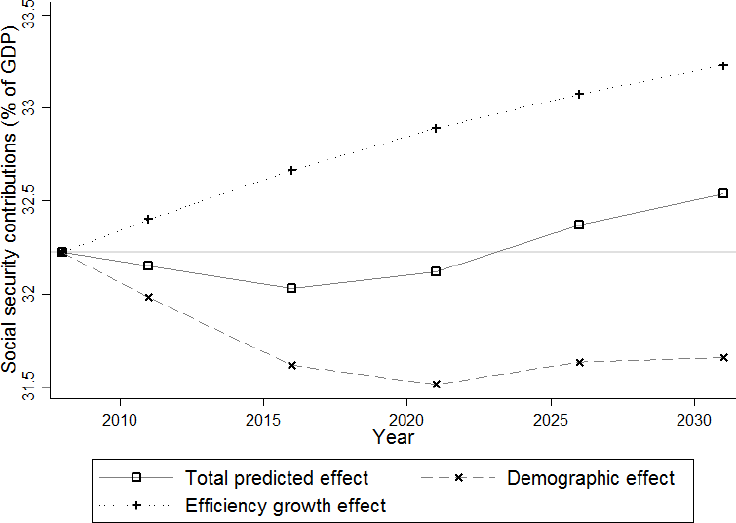 Social security contributions (% of GDP)
33.5
33
32.5
32
31.5
2010 2015 2020 2025 2030
Year
Total predicted effect Demographic effect
Efficiency growth effect